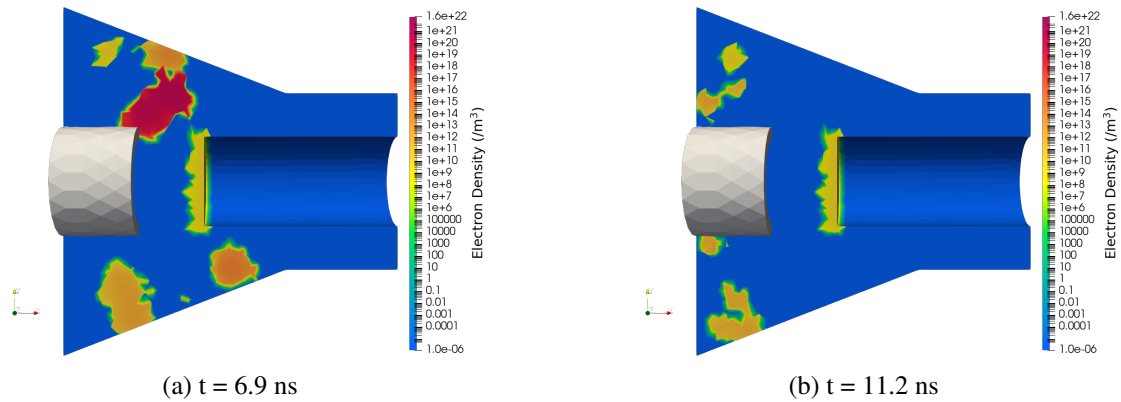 1.6e+22
1e+21
1e+20
1e+19
1e+18
1e+17
1e+16
1e+15
1e+14
1e+13
1e+12
1e+11
1e+10
1e+9
1e+8
1e+7
1e+6
100000
10000
1000
100
10
1
0.1
0.01
0.001
0.0001
1.0e-06
Electron Density (/m³)
(a) t = 6.9 ns
1.6e+22
1e+21
1e+20
1e+19
1e+18
1e+17
1e+16
1e+15
1e+14
1e+13
1e+12
1e+11
1e+10
1e+9
1e+8
1e+7
1e+6
100000
10000
1000
100
10
1
0.1
0.01
0.001
0.0001
1.0e-06
Electron Density (/m³)
(b) t = 11.2 ns